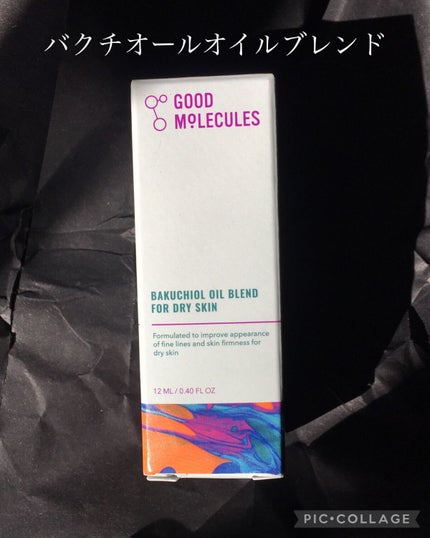 バクチオールオイルブレンド
GOOD
MOLECULES
BAKUCHIOL OIL BLEND
FOR DRY SKIN
Formulated to improve appearance
of fine lines and skin firmness for
dry skin
12 ML / 0.40 FL OZ
PIC•COLLAGE